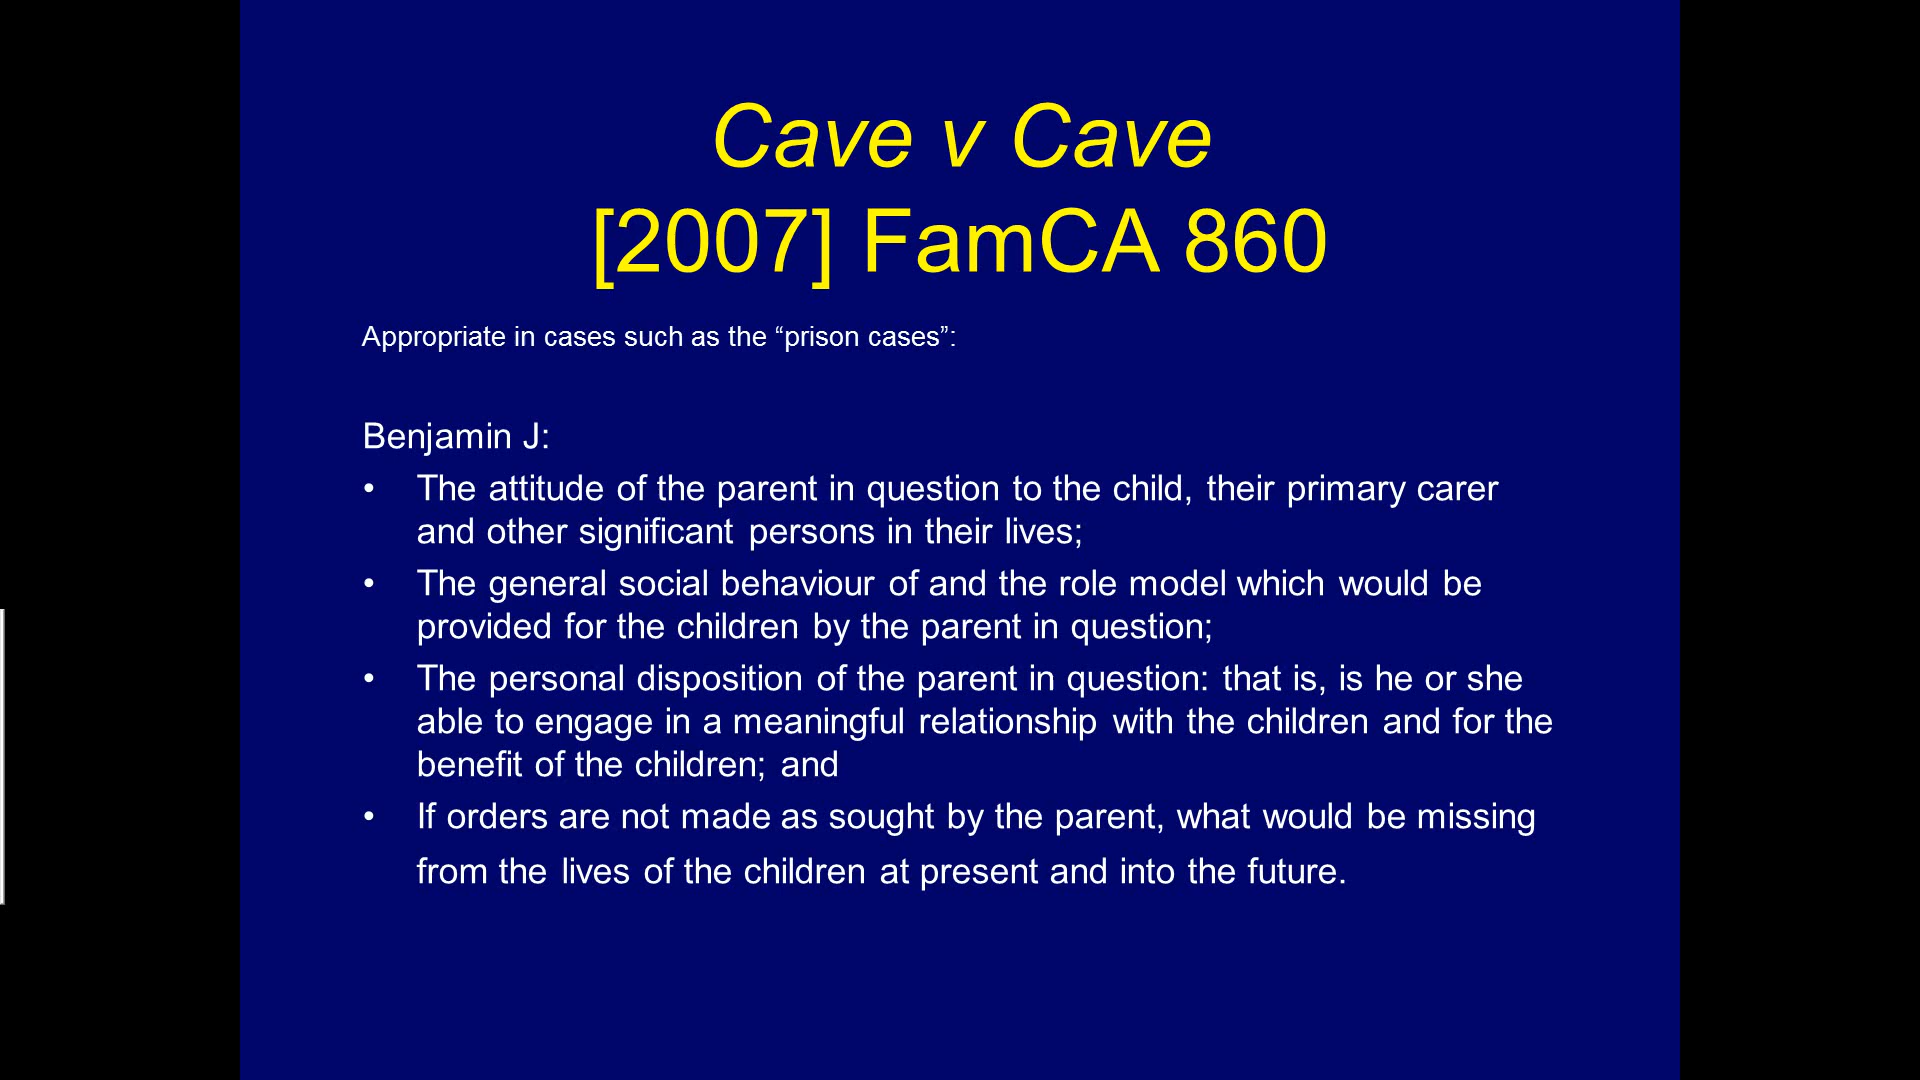 Cave v Cave
[2007] FamCA 860
Appropriate in cases such as the “prison cases”:
Benjamin J:
• The attitude of the parent in question to the child, their primary carer
and other significant persons in their lives;
• The general social behaviour of and the role model which would be
provided for the children by the parent in question;
• The personal disposition of the parent in question: that is, is he or she
able to engage in a meaningful relationship with the children and for the
benefit of the children; and
• If orders are not made as sought by the parent, what would be missing
from the lives of the children at present and into the future.